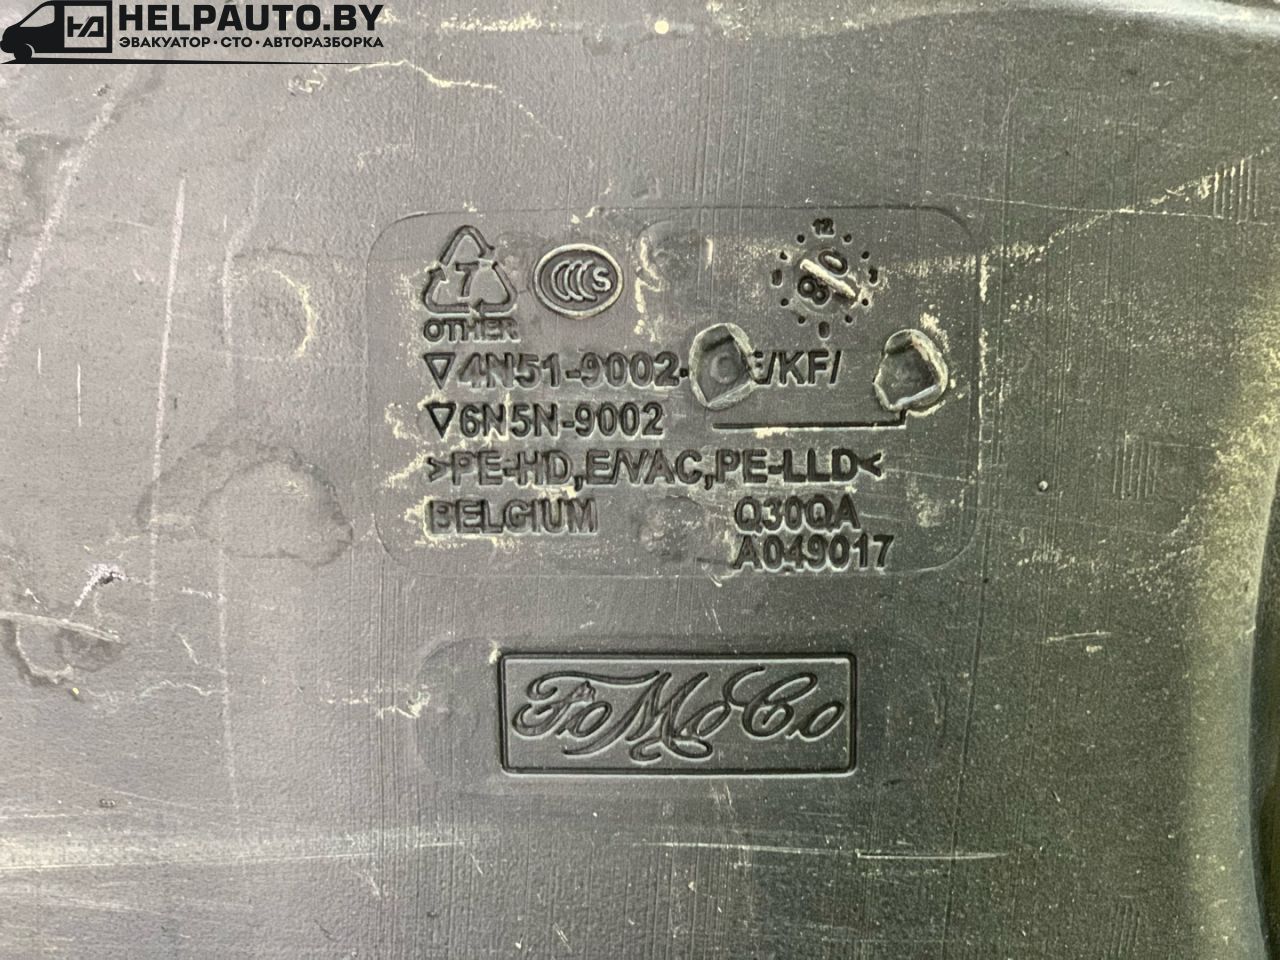 HELPAUTO.BY
ЭВАКУАТОР · СТО · АВТОРАЗБОРКА
12
7
S
OTHER
4N51-9002- /KF/
6N5N-9002
>PE-HD,E/VAC,PE-LLD<
BELGIUM Q30QA
A049017
FoMoCo